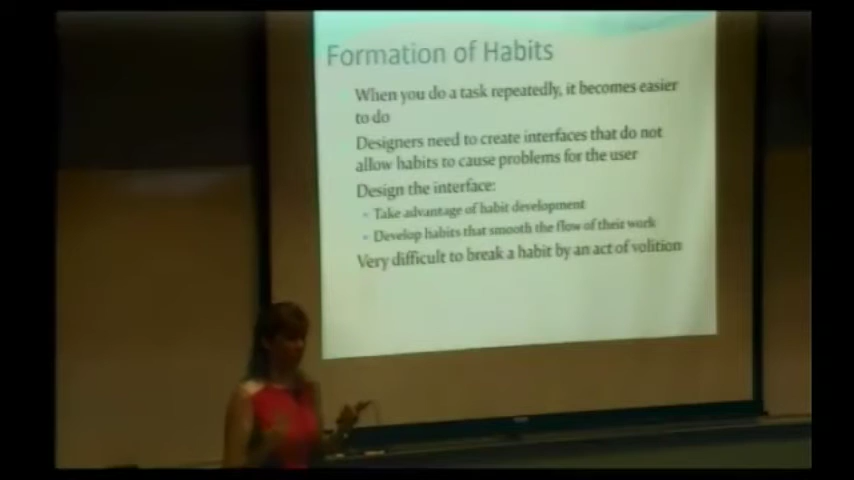 Formation of Habits
When you do a task repeatedly, it becomes easier
to do
Designers need to create interfaces that do not
allow habits to cause problems for the user
Design the interface:
Take advantage of habit development
Develop habits that smooth the flow of their work
Very difficult to break a habit by an act of volition